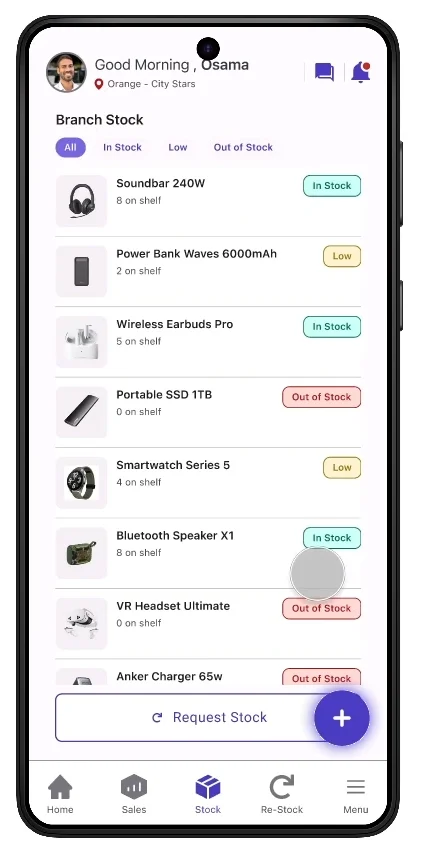 Good Morning , Osama
Orange - City Stars
Branch Stock
All
In Stock
Low
Out of Stock
Soundbar 240W
In Stock
8 on shelf
Power Bank Waves 6000mAh
Low
2 on shelf
Wireless Earbuds Pro
In Stock
5 on shelf
Portable SSD 1TB
Out of Stock
0 on shelf
Smartwatch Series 5
Low
4 on shelf
Bluetooth Speaker X1
In Stock
8 on shelf
VR Headset Ultimate
Out of Stock
0 on shelf
Anker Charger 65w
Out of Stock
Request Stock
Home
Sales
Stock
Re-Stock
Menu